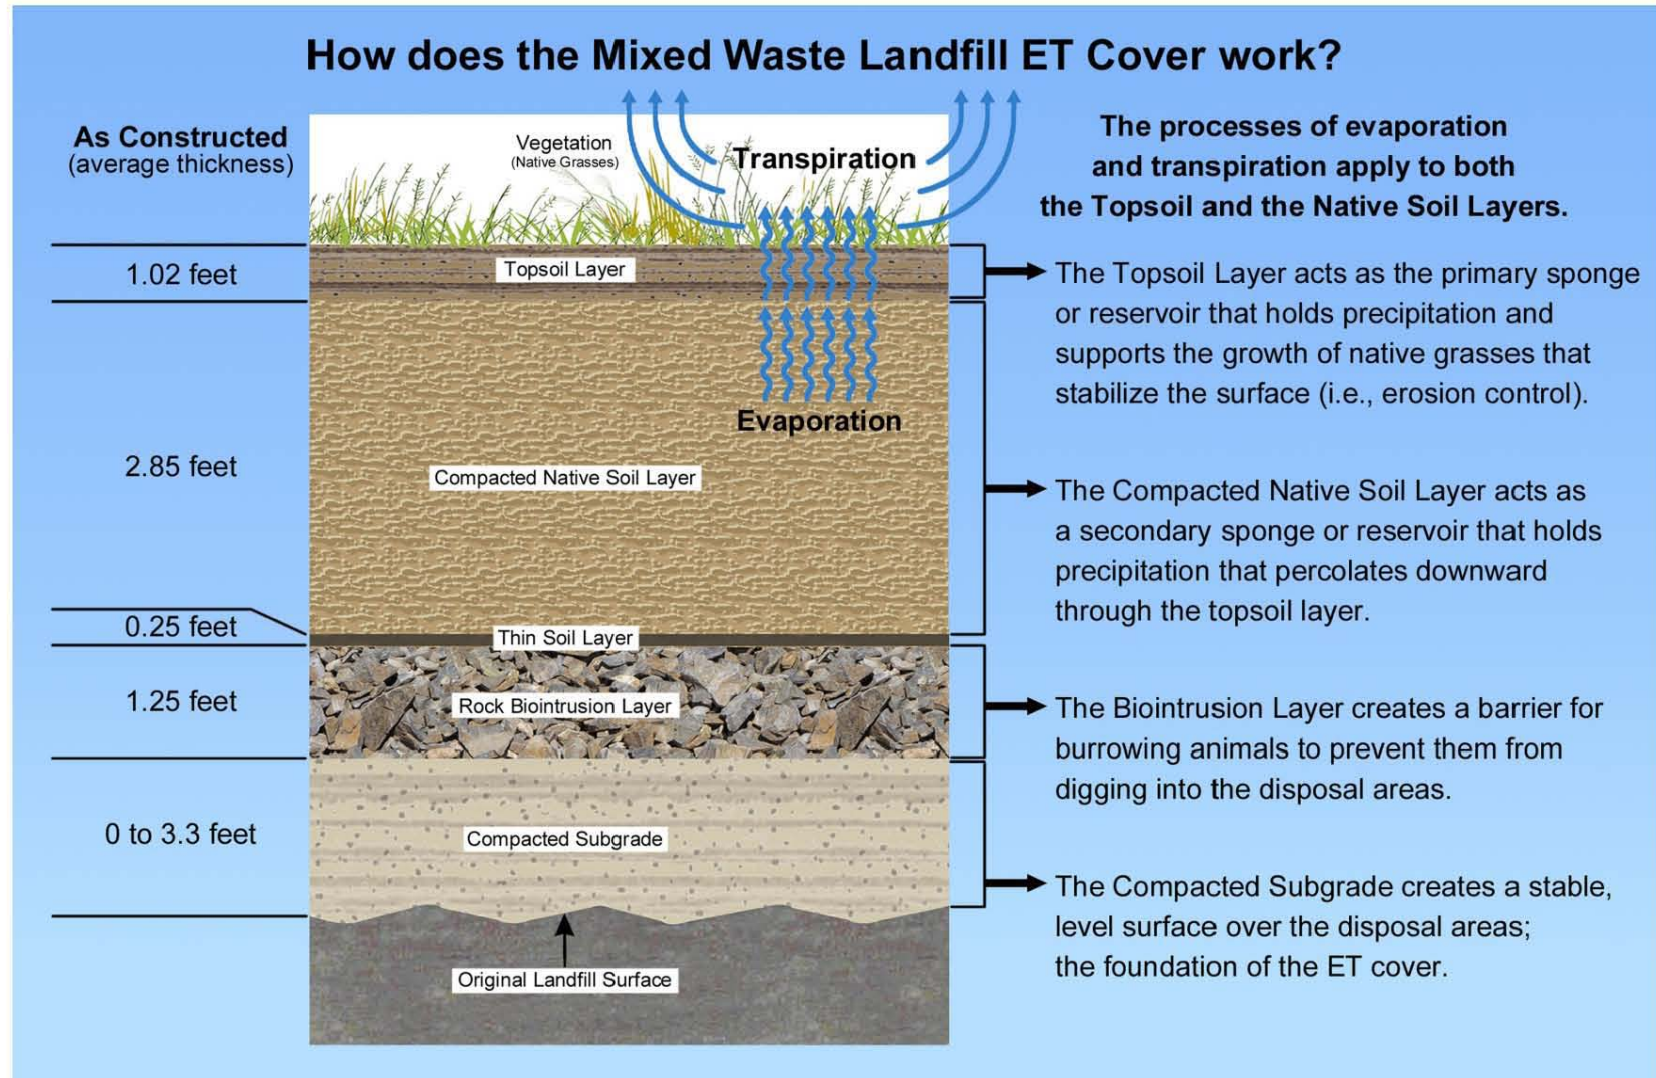 How does the Mixed Waste Landfill ET Cover work?
As Constructed
(average thickness)
1.02 feet
2.85 feet
0.25 feet
1.25 feet
0 to 3.3 feet
Vegetation
(Native Grasses)
Transpiration
Topsoil Layer
Evaporation
Compacted Native Soil Layer
Thin Soil Layer
Rock Biointrusion Layer
Compacted Subgrade
Original Landfill Surface
The processes of evaporation
and transpiration apply to both
the Topsoil and the Native Soil Layers.
The Topsoil Layer acts as the primary sponge
or reservoir that holds precipitation and
supports the growth of native grasses that
stabilize the surface (i.e., erosion control).
The Compacted Native Soil Layer acts as
a secondary sponge or reservoir that holds
precipitation that percolates downward
through the topsoil layer.
The Biointrusion Layer creates a barrier for
burrowing animals to prevent them from
digging into the disposal areas.
The Compacted Subgrade creates a stable,
level surface over the disposal areas;
the foundation of the ET cover.